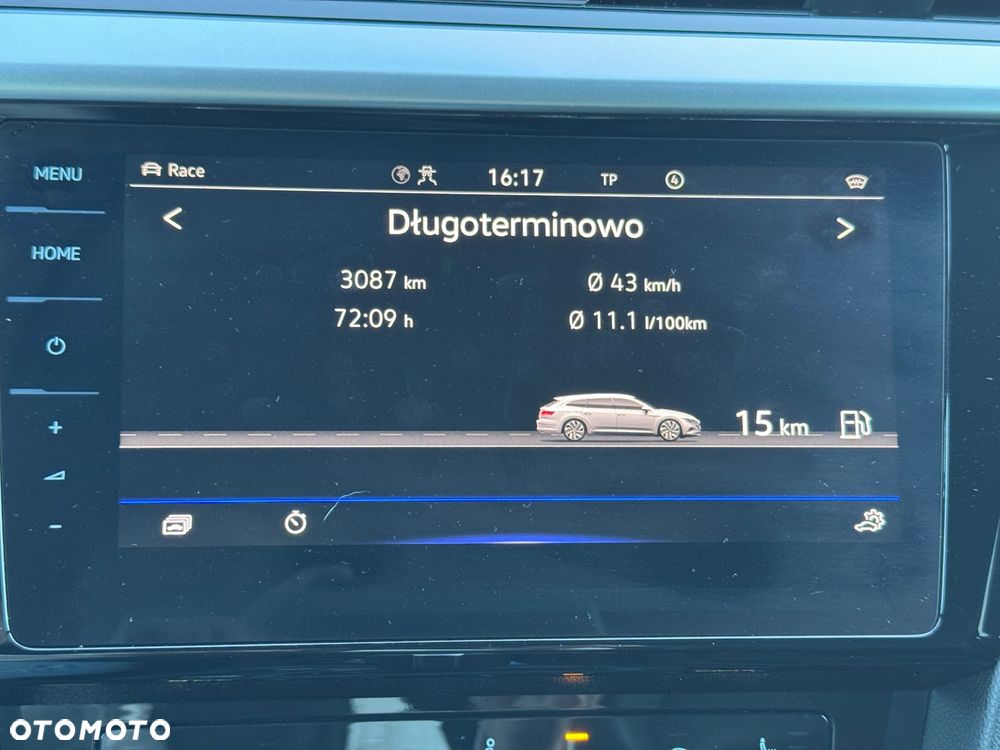 MENU
HOME
Race
16:17
TP
4
<
Długoterminowo
>
3087 km
Ø 43 km/h
72:09 h
Ø 11.1 l/100km
15 km
+
-
OTOMOTO